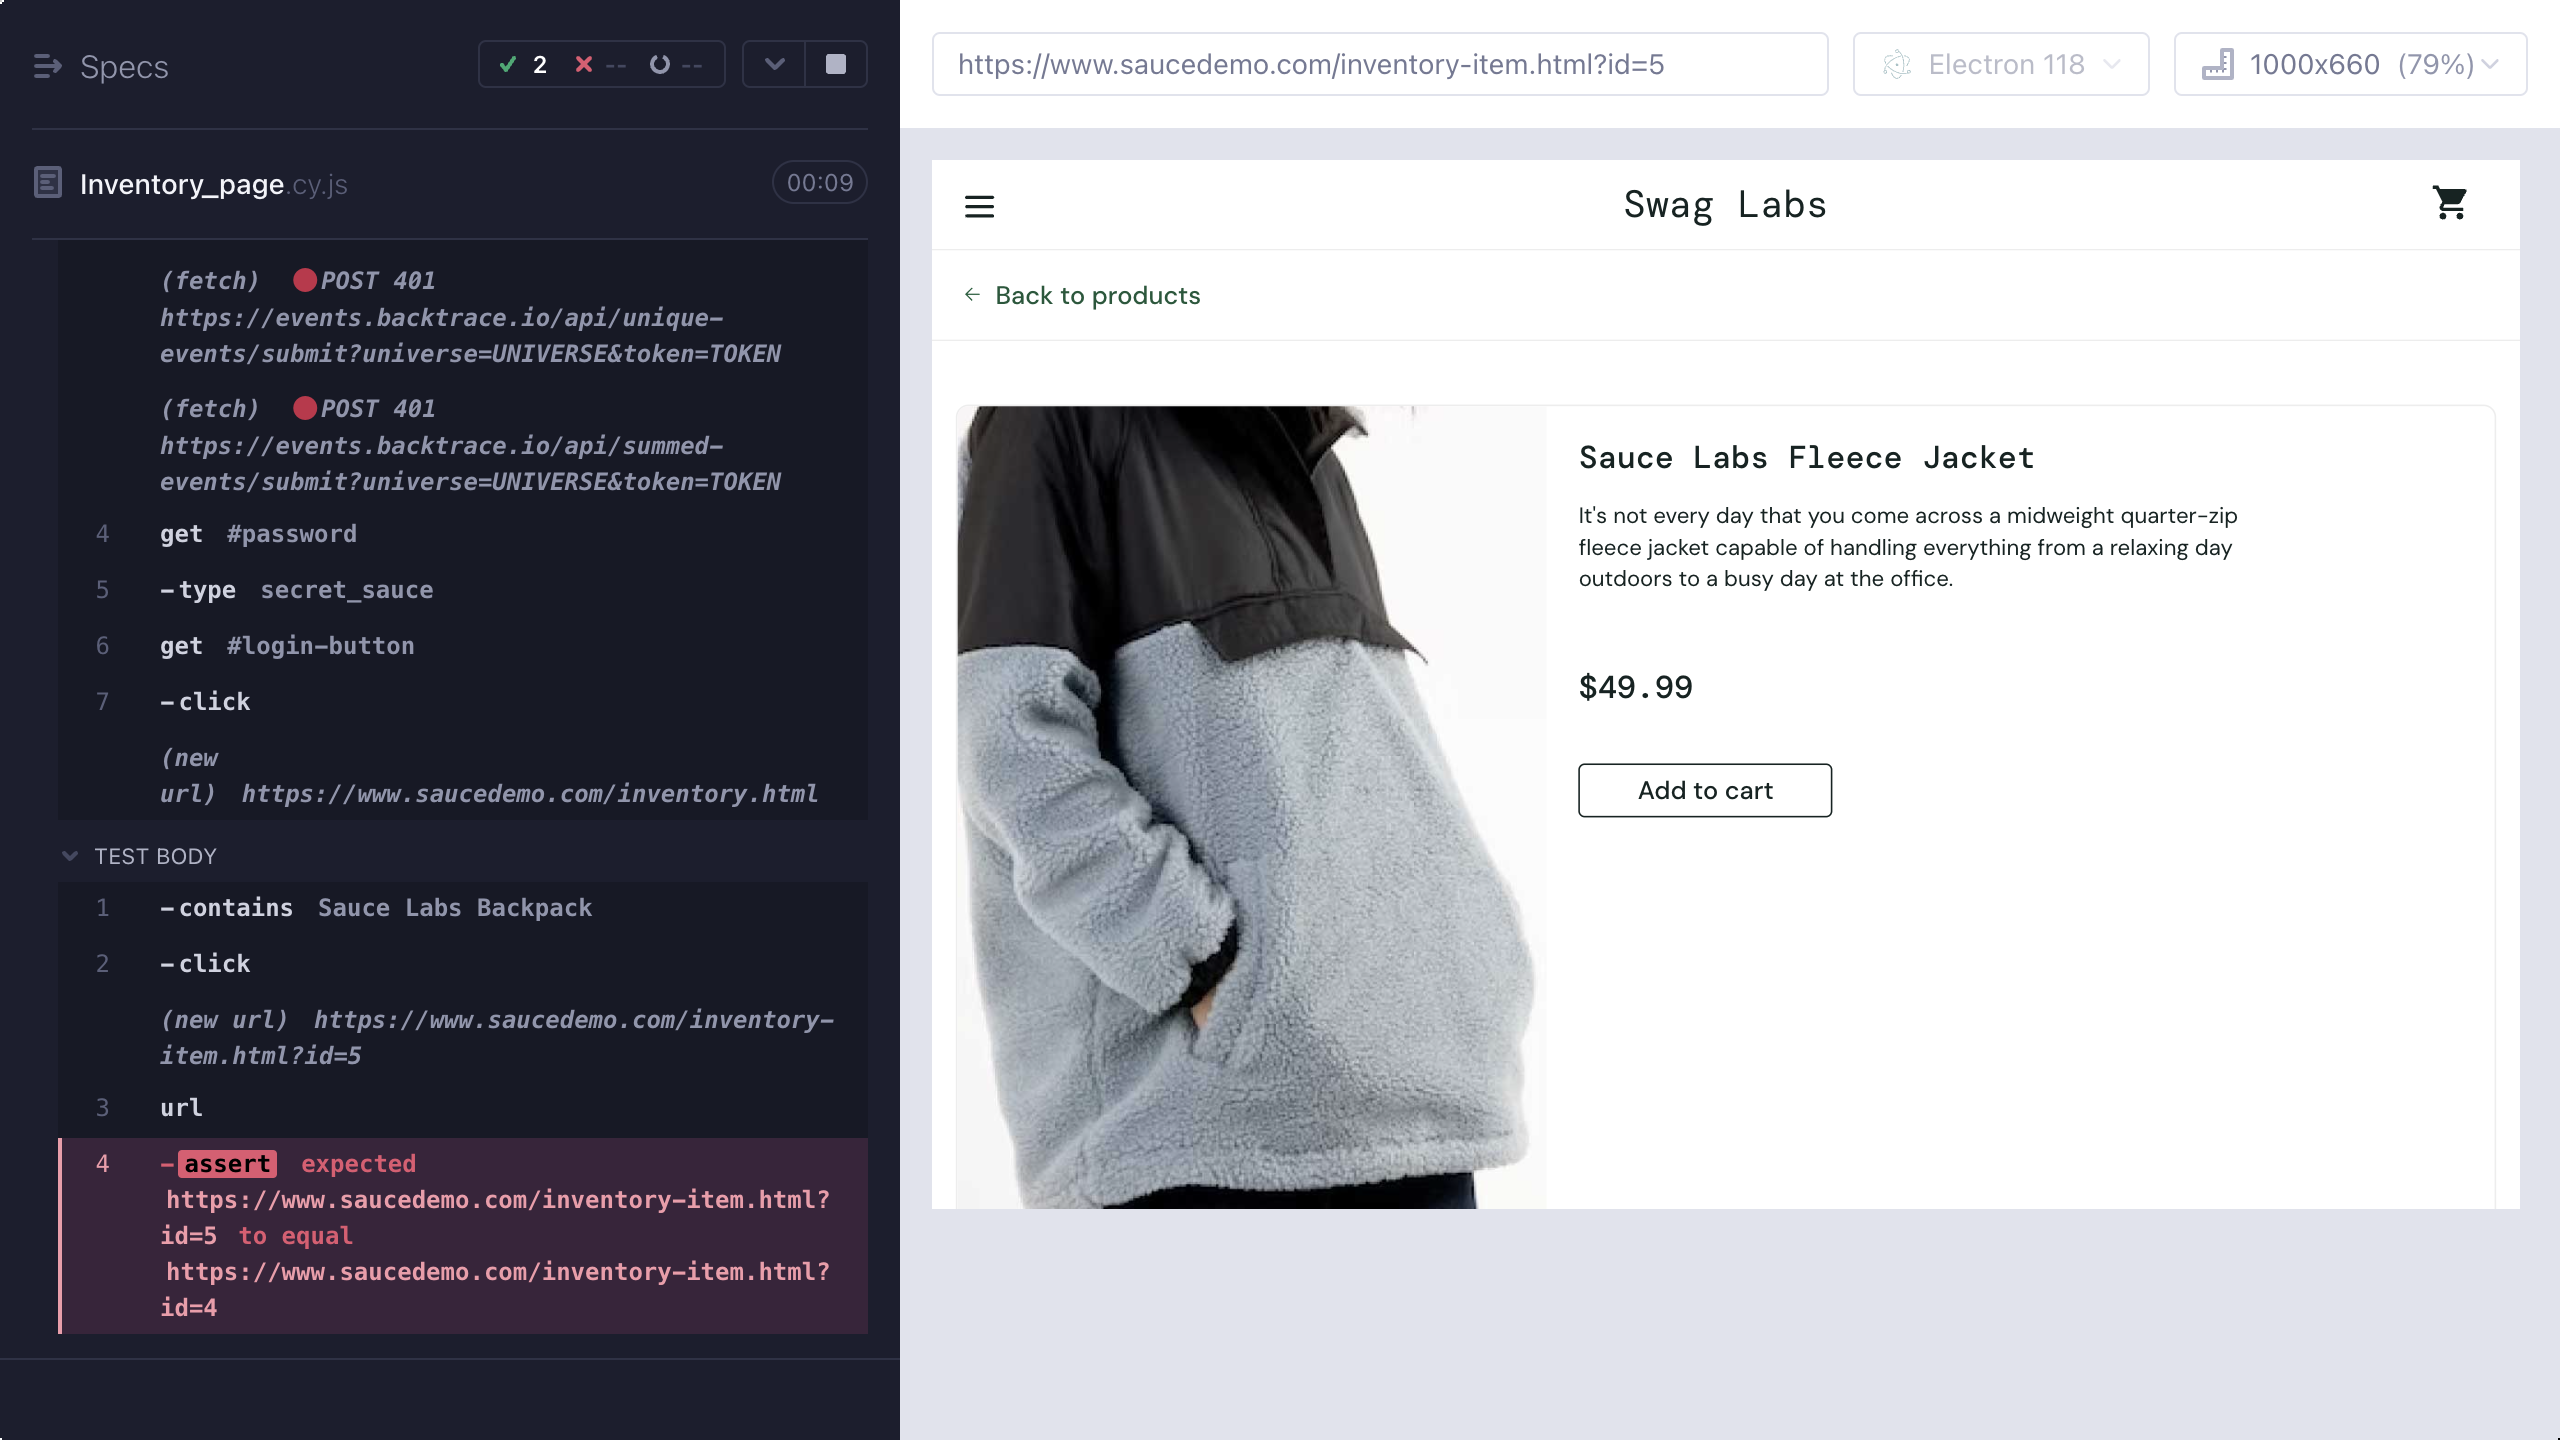 Specs
2 -- --
Inventory_page.cy.js
00:09
(fetch) POST 401
https://events.backtrace.io/api/unique-
events/submit?universe=UNIVERSE&token=TOKEN
(fetch) POST 401
https://events.backtrace.io/api/summed-
events/submit?universe=UNIVERSE&token=TOKEN
4 get #password
5 -type secret_sauce
6 get #login-button
7 -click
(new
url) https://www.saucedemo.com/inventory.html
TEST BODY
1 -contains Sauce Labs Backpack
2 -click
(new url) https://www.saucedemo.com/inventory-
item.html?id=5
3 url
4 -assert expected
https://www.saucedemo.com/inventory-item.html?
id=5 to equal
https://www.saucedemo.com/inventory-item.html?
id=4
https://www.saucedemo.com/inventory-item.html?id=5
Electron 118
1000x660 (79%)
Swag Labs
Back to products
Sauce Labs Fleece Jacket
It's not every day that you come across a midweight quarter-zip
fleece jacket capable of handling everything from a relaxing day
outdoors to a busy day at the office.
$49.99
Add to cart